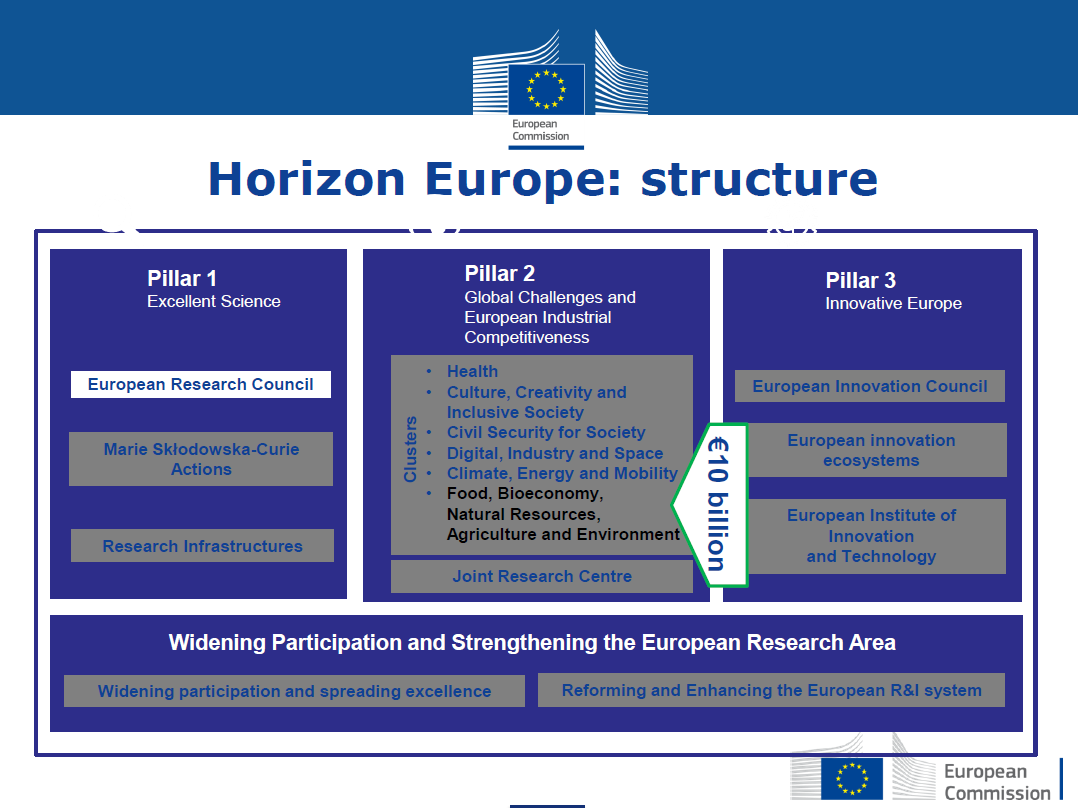 European
Commission
Horizon Europe: structure
Pillar 1
Excellent Science
European Research Council
Marie Skłodowska-Curie
Actions
Research Infrastructures
Pillar 2
Global Challenges and
European Industrial
Competitiveness
Clusters
• Health
• Culture, Creativity and
Inclusive Society
• Civil Security for Society
• Digital, Industry and Space
• Climate, Energy and Mobility
• Food, Bioeconomy,
Natural Resources,
Agriculture and Environment
Joint Research Centre
€10 billion
Pillar 3
Innovative Europe
European Innovation Council
European innovation
ecosystems
European Institute of
Innovation
and Technology
Widening Participation and Strengthening the European Research Area
Widening participation and spreading excellence
Reforming and Enhancing the European R&I system
European
Commission